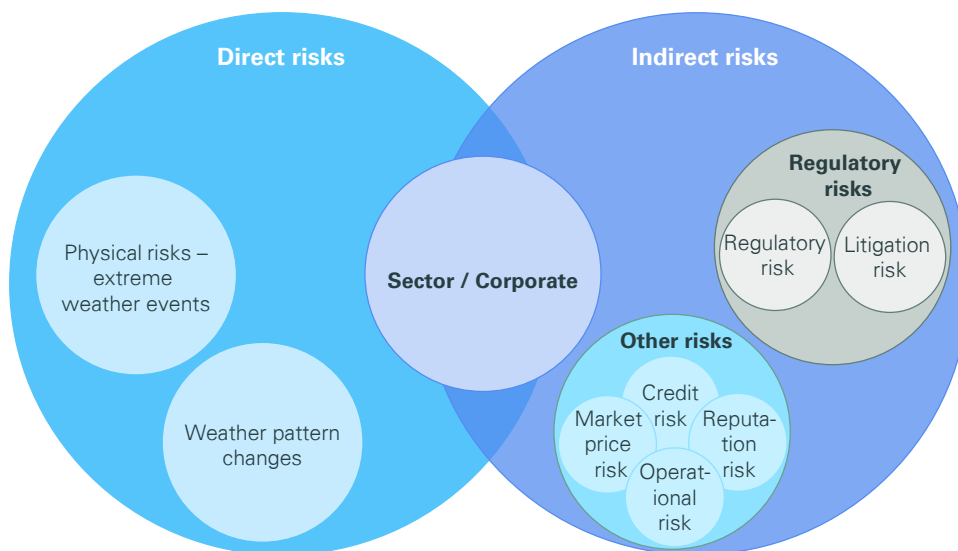 Direct risks
Indirect risks
Physical risks –
extreme
weather events
Weather pattern
changes
Sector / Corporate
Regulatory
risks
Regulatory
risk
Litigation
risk
Other risks
Credit
risk
Market
price
risk
Reputa-
tion
risk
Operat-
ional
risk